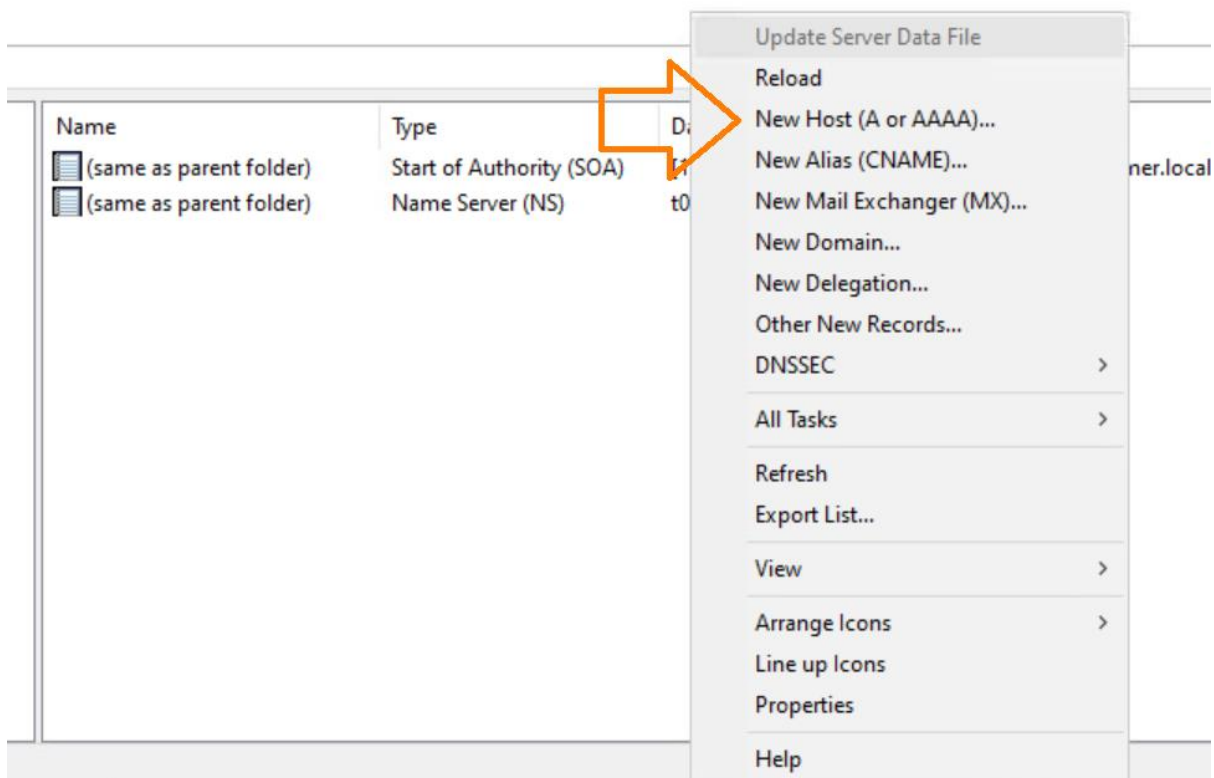 Update Server Data File
Reload
Name Type New Host (A or AAAA)...
(same as parent folder) Start of Authority (SOA) New Alias (CNAME)... ner.local
(same as parent folder) Name Server (NS) t0 New Mail Exchanger (MX)...
New Domain...
New Delegation...
Other New Records...
DNSSEC
All Tasks
Refresh
Export List...
View
Arrange Icons
Line up Icons
Properties
Help